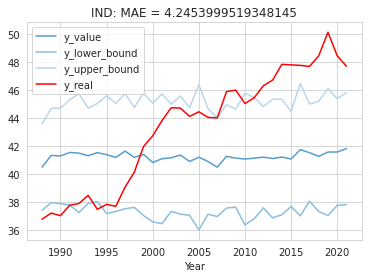 IND: MAE = 4.2453999519348145
y_value
y_lower_bound
y_upper_bound
y_real
50
48
46
44
42
40
38
36
1990
1995
2000
2005
2010
2015
2020
Year